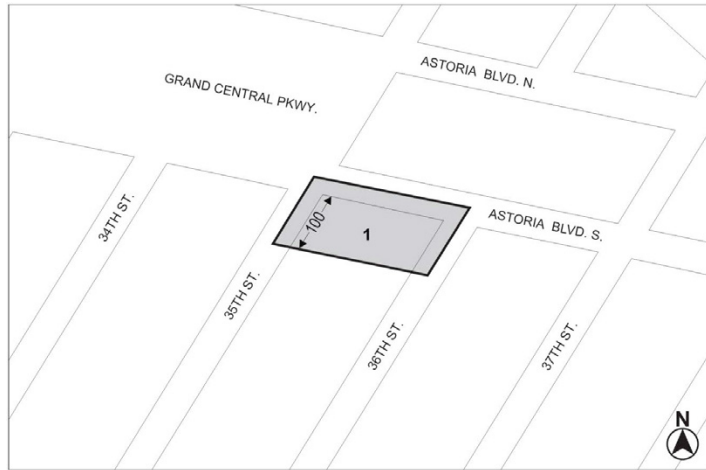 ASTORIA BLVD. N.
GRAND CENTRAL PKWY.
34TH ST.
100
1
ASTORIA BLVD. S.
35TH ST.
36TH ST.
37TH ST.
N